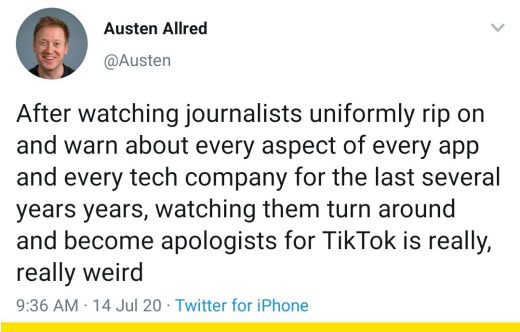 Austen Allred
@Austen
After watching journalists uniformly rip on
and warn about every aspect of every app
and every tech company for the last several
years years, watching them turn around
and become apologists for TikTok is really,
really weird
9:36 AM · 14 Jul 20 · Twitter for iPhone